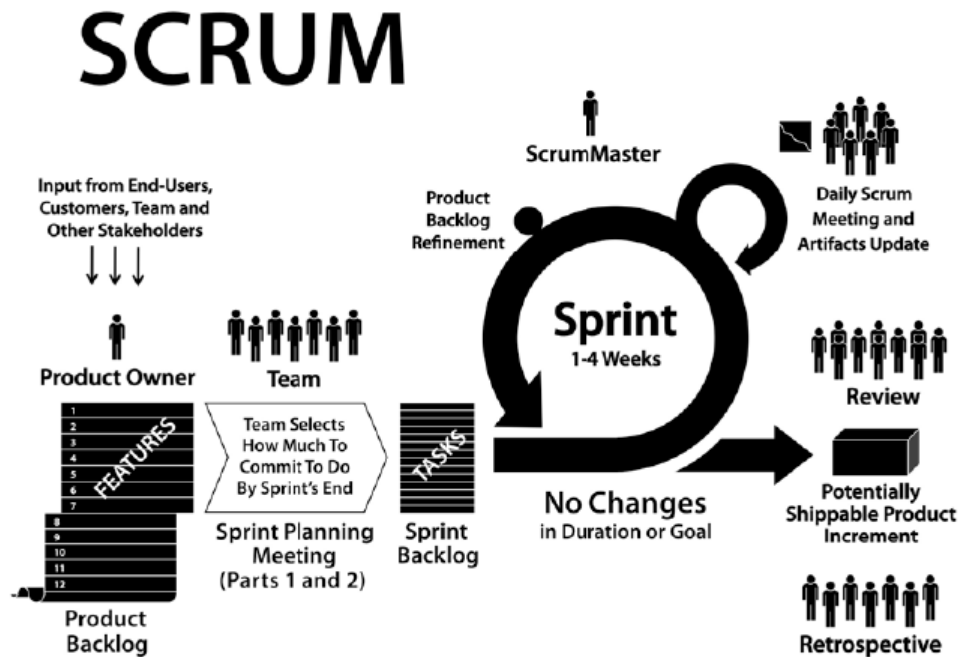 SCRUM
Input from End-Users,
Customers, Team and
Other Stakeholders
Product Owner
Team
1
2
3
4
5
6
7
FEATURES
8
9
10
11
12
Product
Backlog
Team Selects
How Much To
Commit To Do
By Sprint's End
Sprint Planning
Meeting
(Parts 1 and 2)
TASKS
Sprint
Backlog
ScrumMaster
Product
Backlog
Refinement
Sprint
1-4 Weeks
No Changes
in Duration or Goal
Daily Scrum
Meeting and
Artifacts Update
Review
Potentially
Shippable Product
Increment
Retrospective